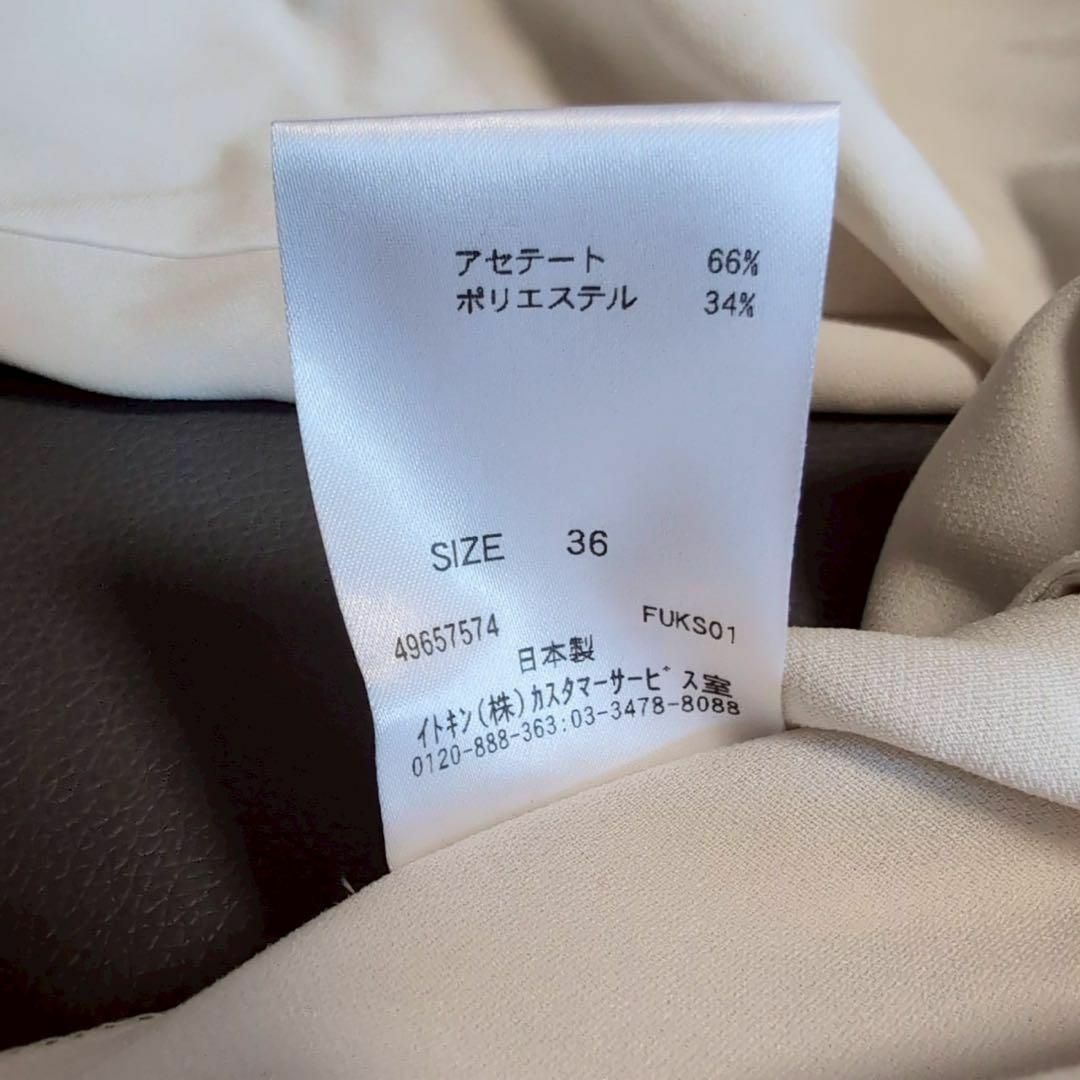 アセテート 66%
ポリエステル 34%
SIZE 36
49657574 FUKS01
日本製
イトキン(株)カスタマーサービス室
0120-888-363:03-3478-8088